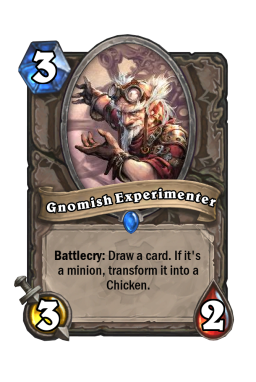 3
Gnomish Experimenter
Battlecry: Draw a card. If it's
a minion, transform it into a
Chicken.
3
2